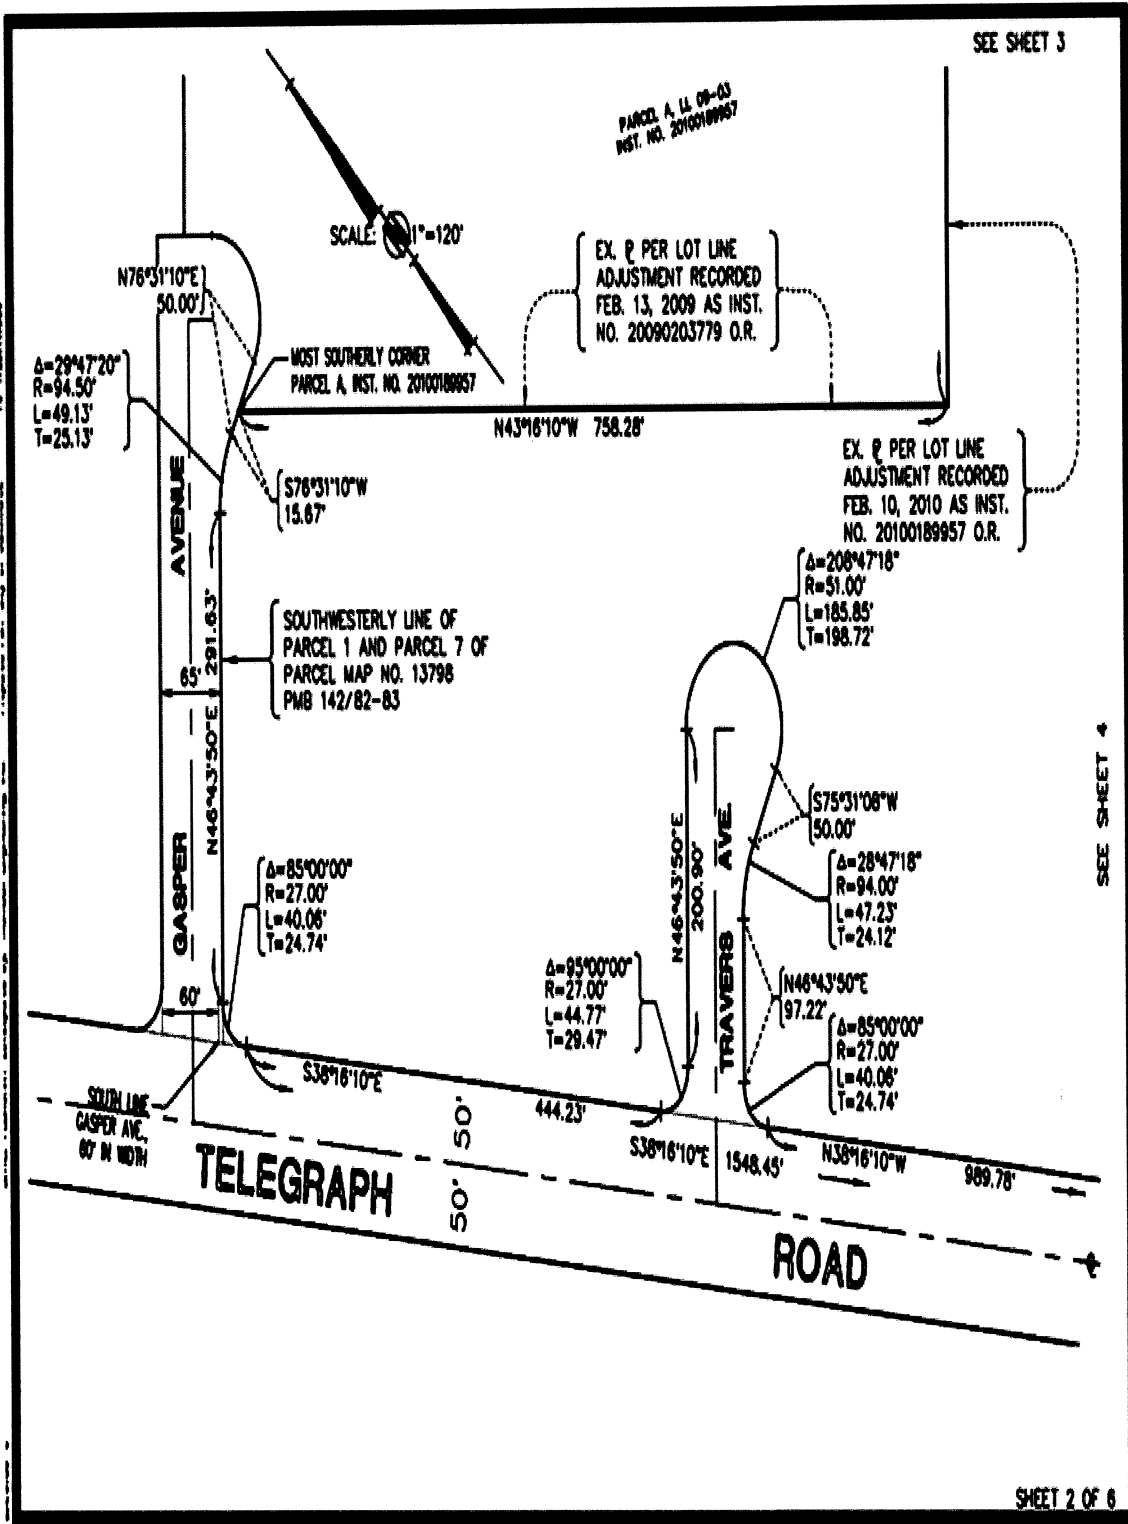 SEE SHEET 3
PARCEL A, LL 09-03
INST. NO. 20100189957
SCALE: 1"=120'
EX. ⅊ PER LOT LINE
ADJUSTMENT RECORDED
FEB. 13, 2009 AS INST.
NO. 20090203779 O.R.
N76°31'10"E
50.00'
Δ=29°47'20"
R=94.50'
L=49.13'
T=25.13'
MOST SOUTHERLY CORNER
PARCEL A, INST. NO. 20100189957
N43°16'10"W 758.28'
EX. ⅊ PER LOT LINE
ADJUSTMENT RECORDED
FEB. 10, 2010 AS INST.
NO. 20100189957 O.R.
S76°31'10"W
15.67'
Δ=208°47'18"
R=51.00'
L=185.85'
T=198.72'
SOUTHWESTERLY LINE OF
PARCEL 1 AND PARCEL 7 OF
PARCEL MAP NO. 13798
PMB 142/82-83
65'
N46°43'50"E 291.63'
GASPER AVENUE
SEE SHEET 4
S75°31'08"W
50.00'
Δ=28°47'18"
R=94.00'
L=47.23'
T=24.12'
N46°43'50"E
200.90'
TRAVERS AVE.
Δ=85°00'00"
R=27.00'
L=40.06'
T=24.74'
Δ=95°00'00"
R=27.00'
L=44.77'
T=29.47'
N46°43'50"E
97.22'
Δ=85°00'00"
R=27.00'
L=40.06'
T=24.74'
60'
S38°16'10"E
444.23'
SOUTH LINE
GASPER AVE.,
60' IN WIDTH
50'
50'
S38°16'10"E 1548.45'
N38°16'10"W 989.78'
TELEGRAPH ROAD
SHEET 2 OF 6